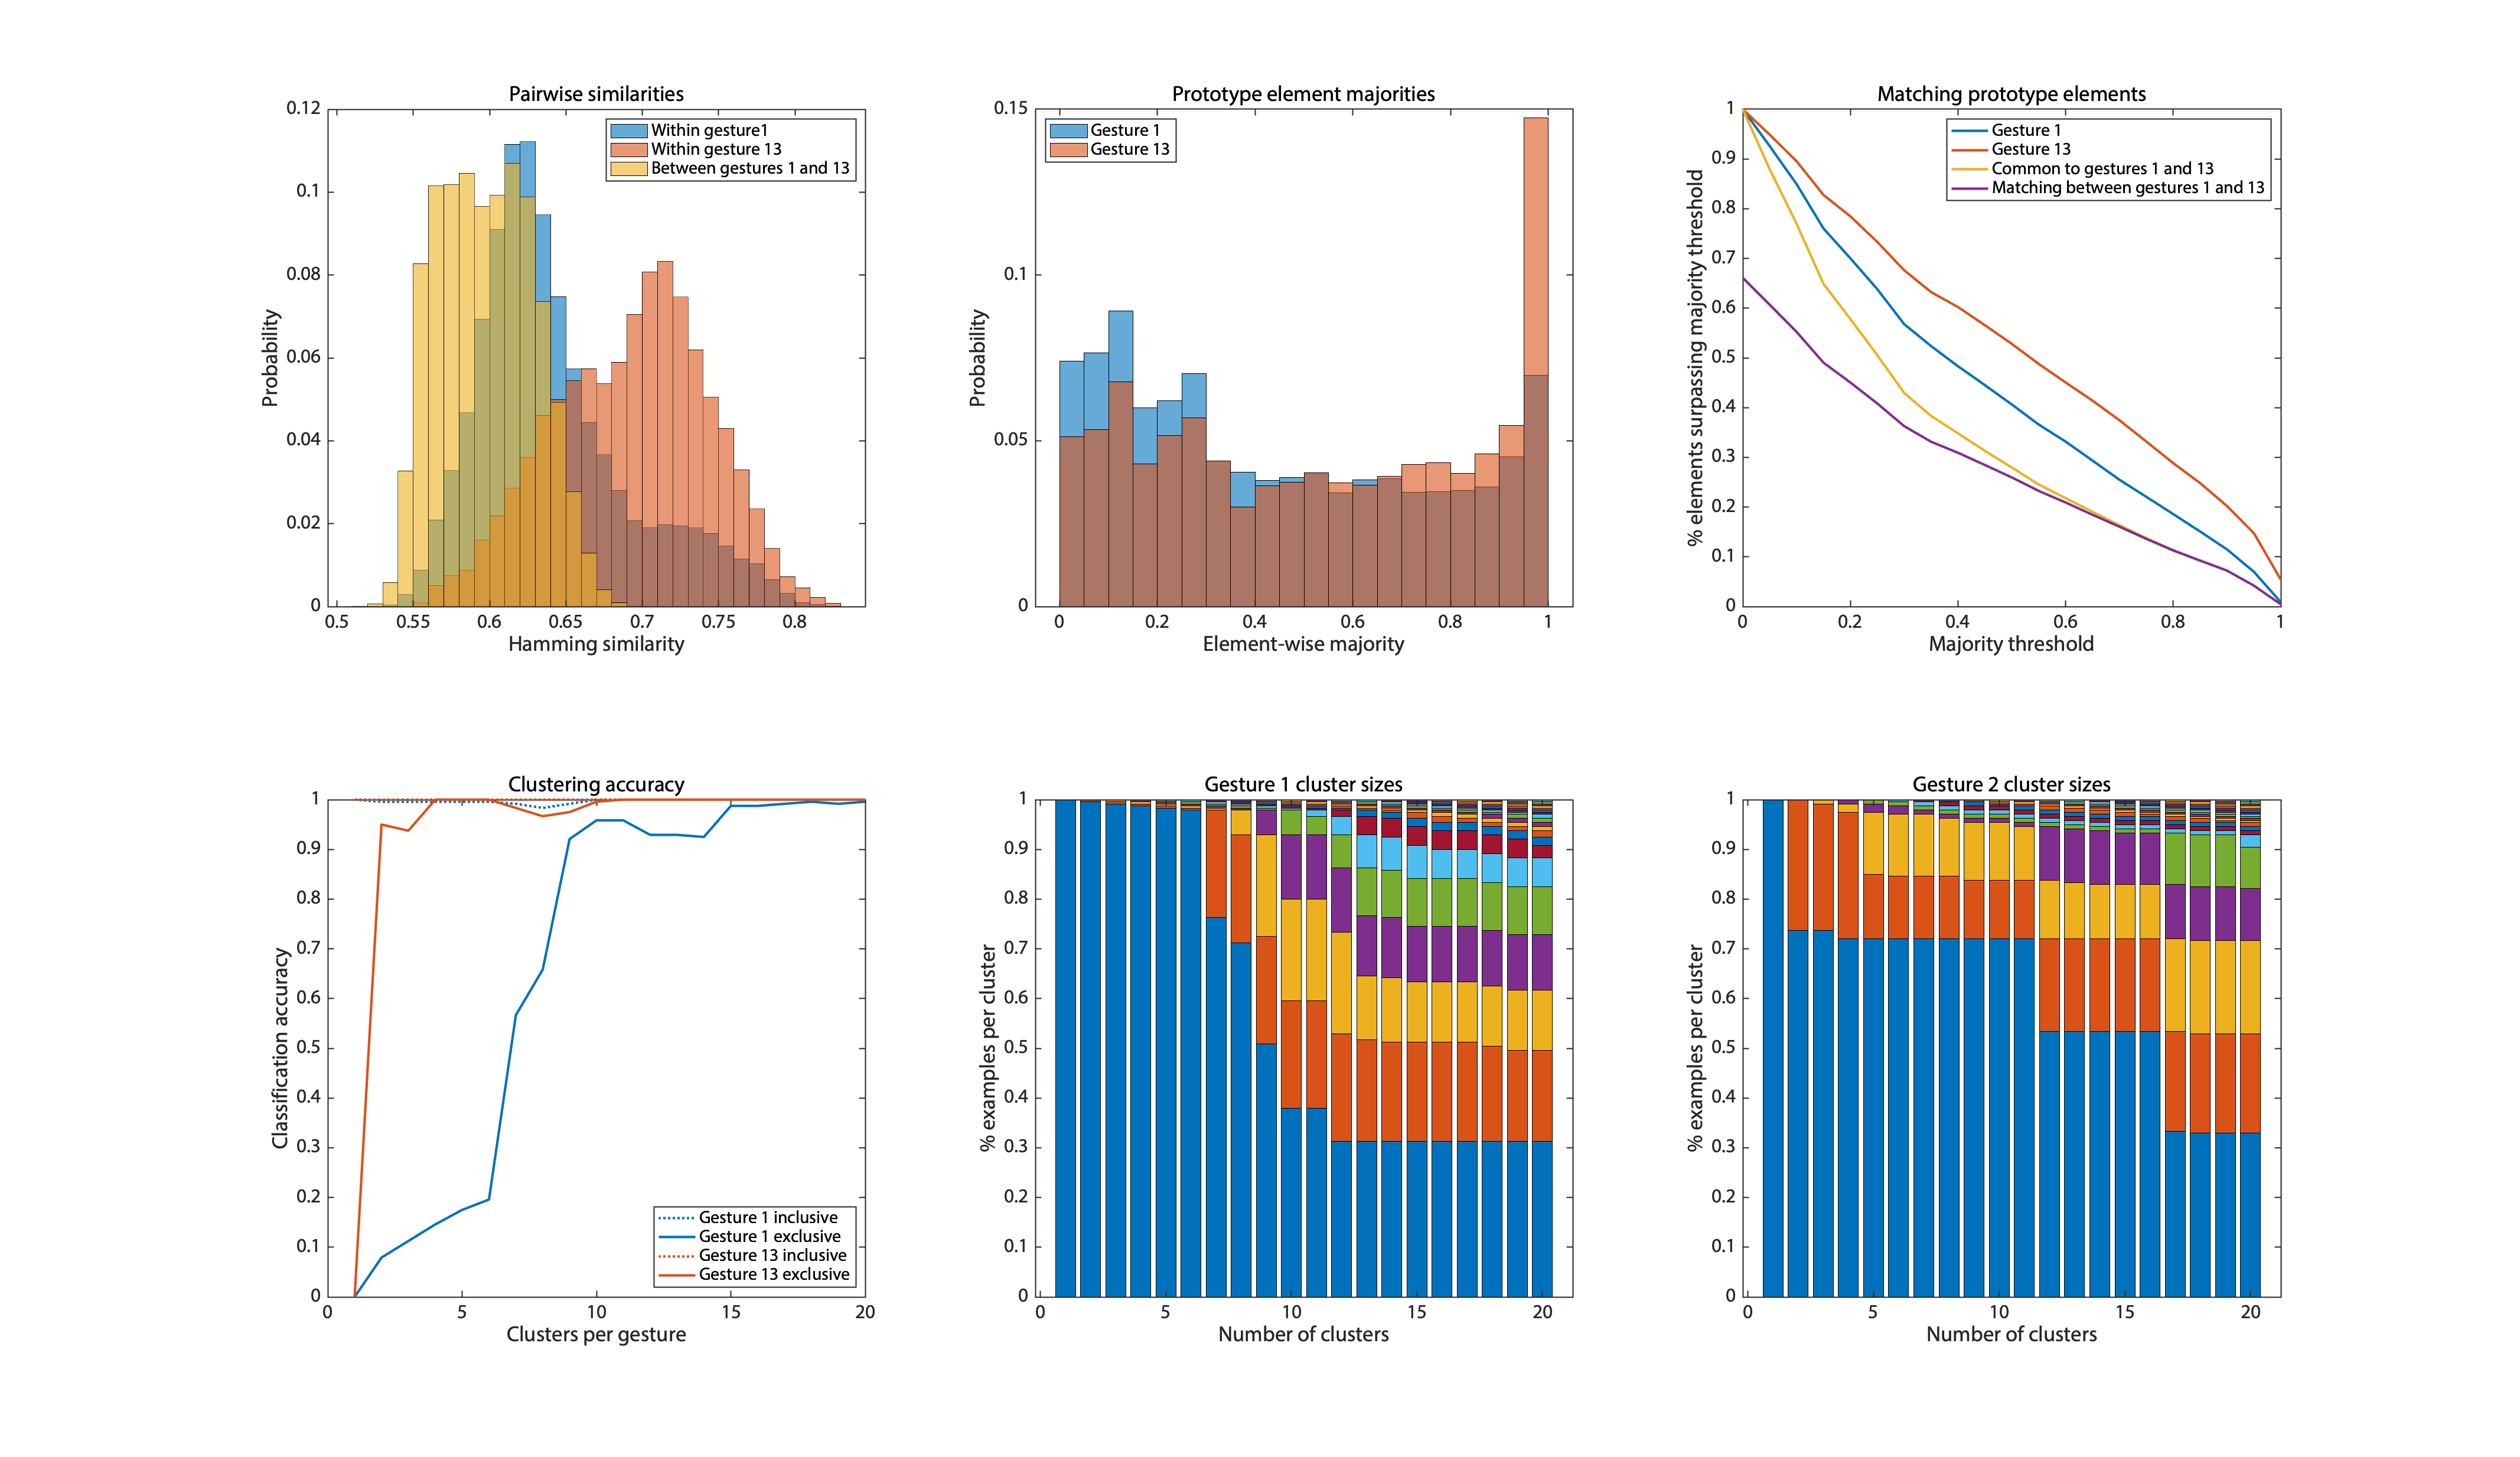 Pairwise similarities
0.12
0.1
0.08
0.06
0.04
0.02
0
Probability
Within gesture1
Within gesture 13
Between gestures 1 and 13
0.5 0.55 0.6 0.65 0.7 0.75 0.8
Hamming similarity
Prototype element majorities
0.15
0.1
0.05
0
Probability
Gesture 1
Gesture 13
0 0.2 0.4 0.6 0.8 1
Element-wise majority
Matching prototype elements
1
0.9
0.8
0.7
0.6
0.5
0.4
0.3
0.2
0.1
0
% elements surpassing majority threshold
Gesture 1
Gesture 13
Common to gestures 1 and 13
Matching between gestures 1 and 13
0 0.2 0.4 0.6 0.8 1
Majority threshold
Clustering accuracy
1
0.9
0.8
0.7
0.6
0.5
0.4
0.3
0.2
0.1
0
Classification accuracy
Gesture 1 inclusive
Gesture 1 exclusive
Gesture 13 inclusive
Gesture 13 exclusive
0 5 10 15 20
Clusters per gesture
Gesture 1 cluster sizes
1
0.9
0.8
0.7
0.6
0.5
0.4
0.3
0.2
0.1
0
% examples per cluster
0 5 10 15 20
Number of clusters
Gesture 2 cluster sizes
1
0.9
0.8
0.7
0.6
0.5
0.4
0.3
0.2
0.1
0
% examples per cluster
0 5 10 15 20
Number of clusters